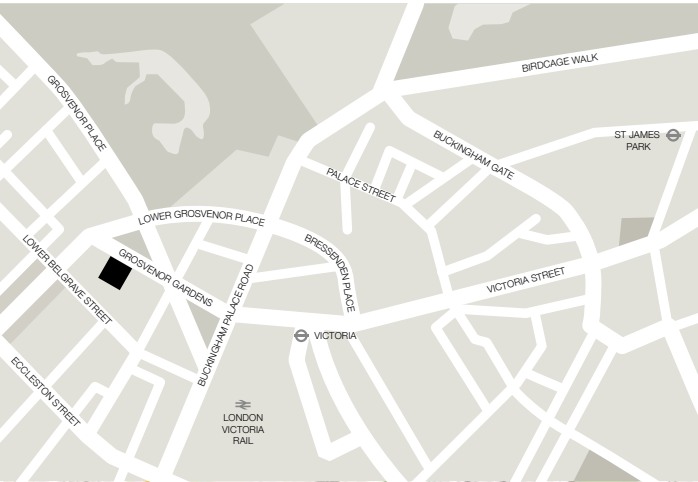 BIRDCAGE WALK
GROSVENOR PLACE
ST JAMES
PARK
BUCKINGHAM GATE
PALACE STREET
LOWER GROSVENOR PLACE
BRESSENDEN PLACE
LOWER BELGRAVE STREET
GROSVENOR GARDENS
VICTORIA STREET
BUCKINGHAM PALACE ROAD
VICTORIA
ECCLESTON STREET
LONDON
VICTORIA
RAIL